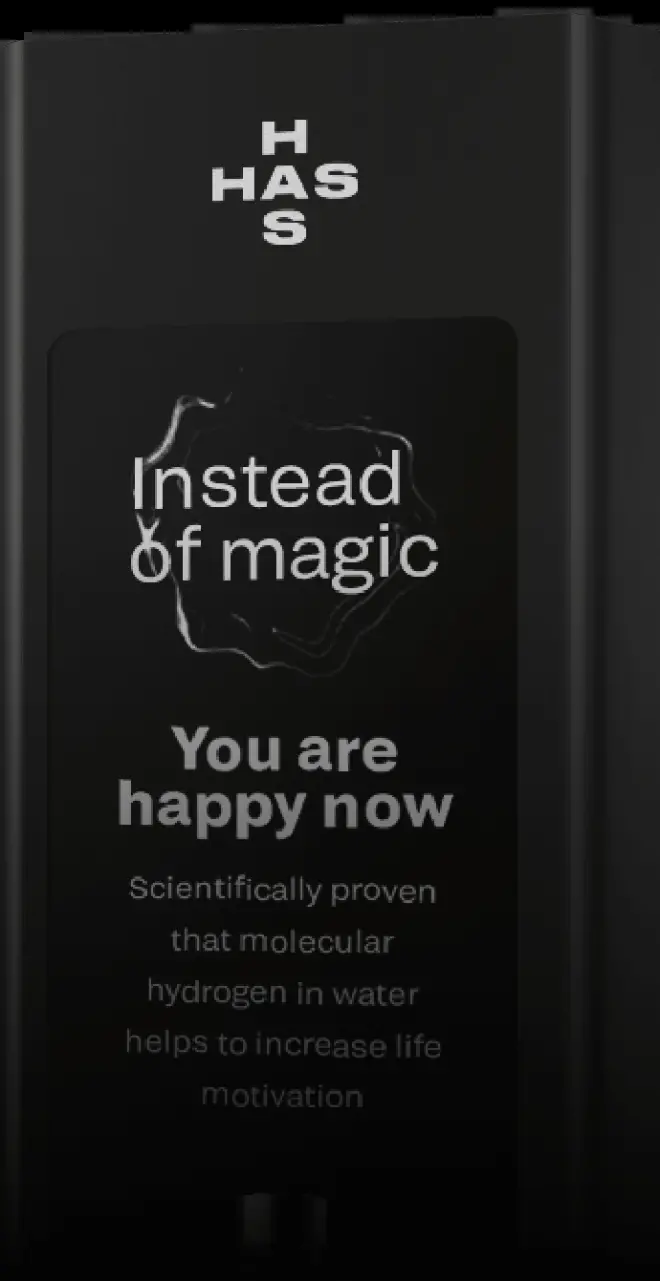 H
HAS
S
Instead
of magic
You are
happy now
Scientifically proven
that molecular
hydrogen in water
helps to increase life
motivation